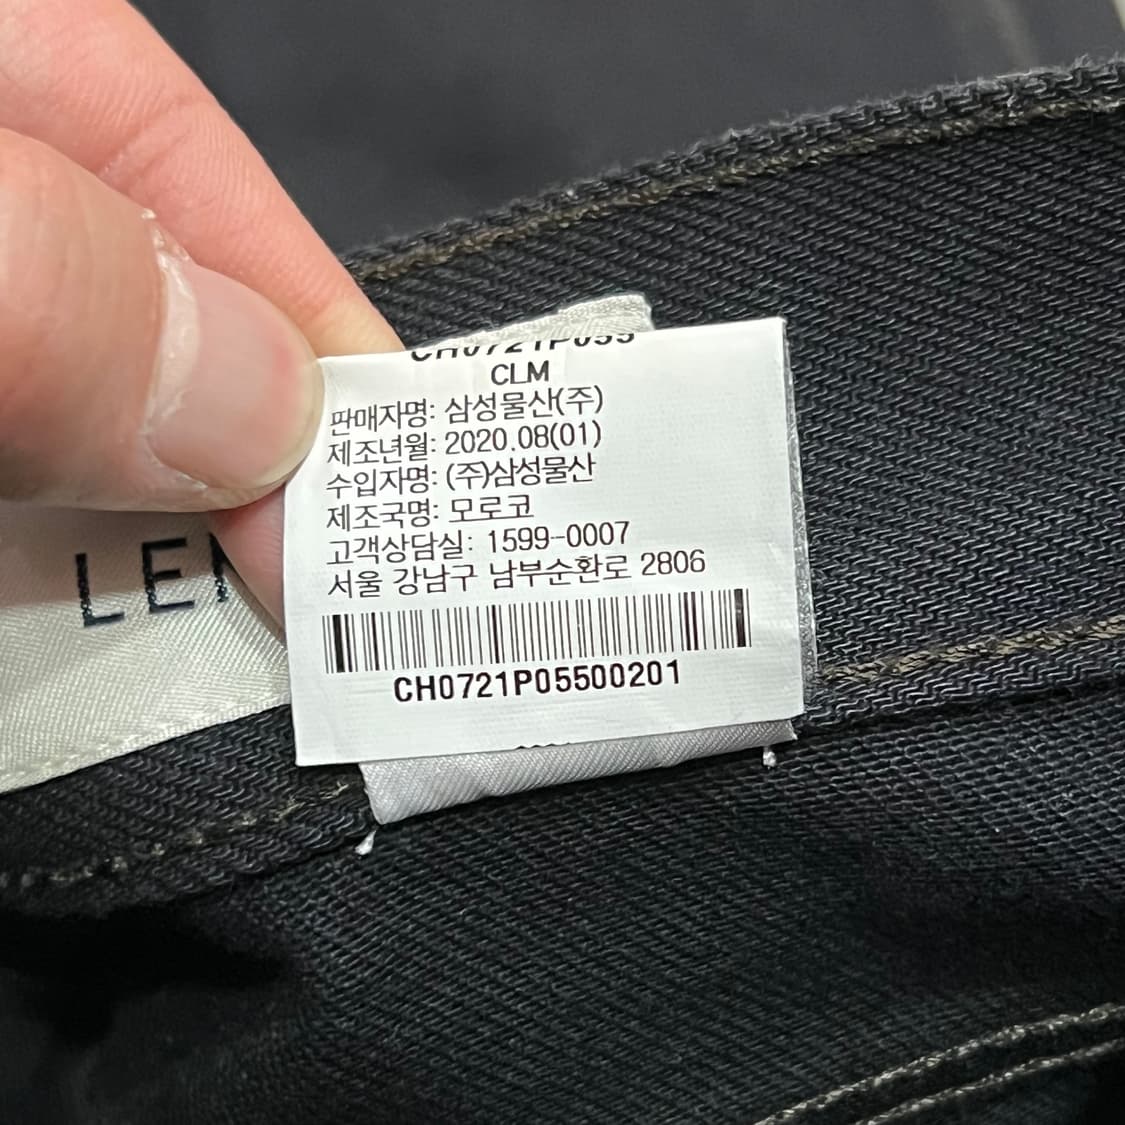 CH0721P055
CLM
판매자명: 삼성물산(주)
제조년월: 2020.08(01)
수입자명: (주)삼성물산
제조국명: 모로코
고객상담실: 1599-0007
서울 강남구 남부순환로 2806
CH0721P05500201